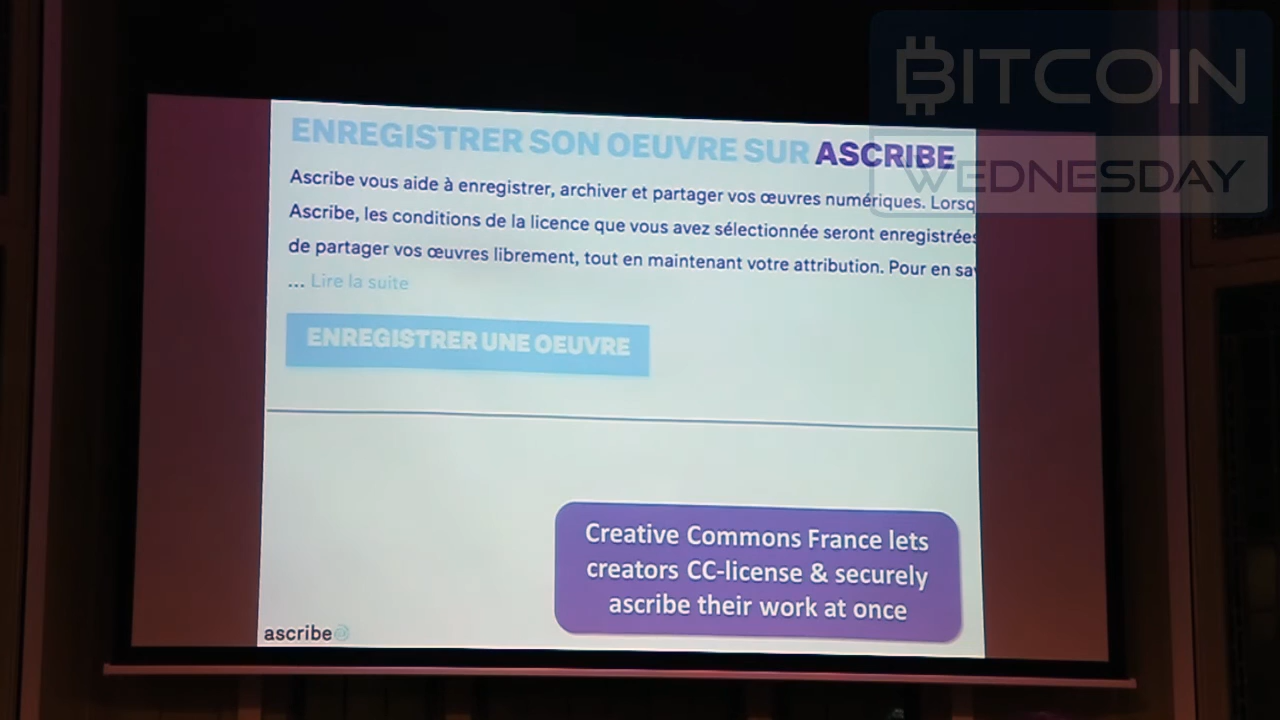 BITCOIN
WEDNESDAY
ENREGISTRER SON OEUVRE SUR ASCRIBE
Ascribe vous aide à enregistrer, archiver et partager vos œuvres numériques. Lorsq
Ascribe, les conditions de la licence que vous avez sélectionnée seront enregistrées
de partager vos œuvres librement, tout en maintenant votre attribution. Pour en sav
... Lire la suite
ENREGISTRER UNE OEUVRE
Creative Commons France lets
creators CC-license & securely
ascribe their work at once
ascribe